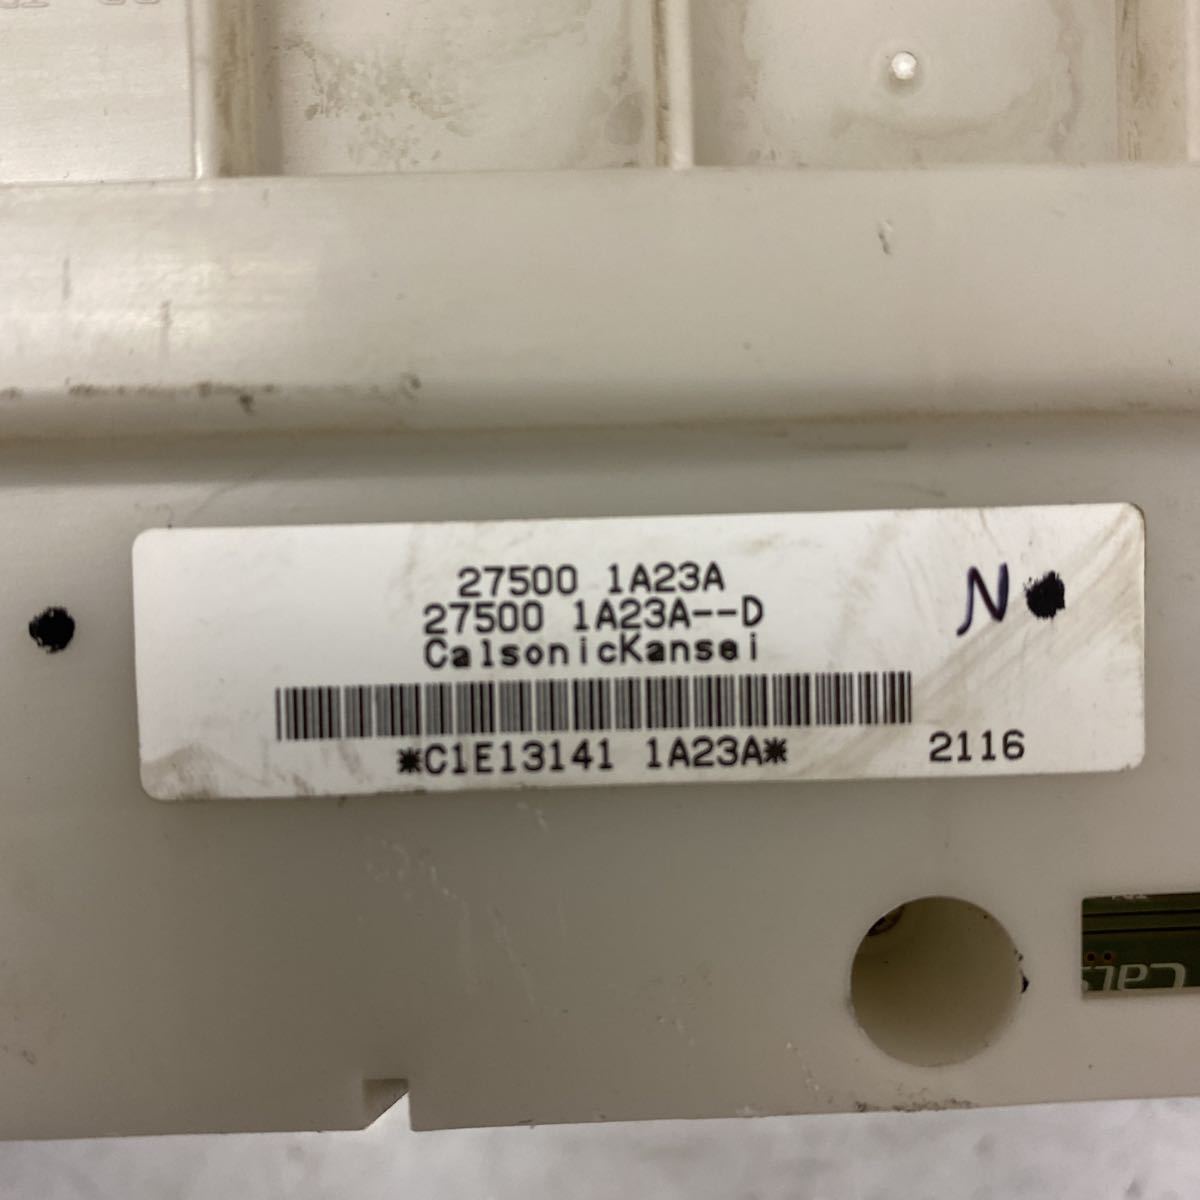 27500 1A23A
27500 1A23A--D
CalsonicKansei
N
*C1E13141 1A23A*
2116